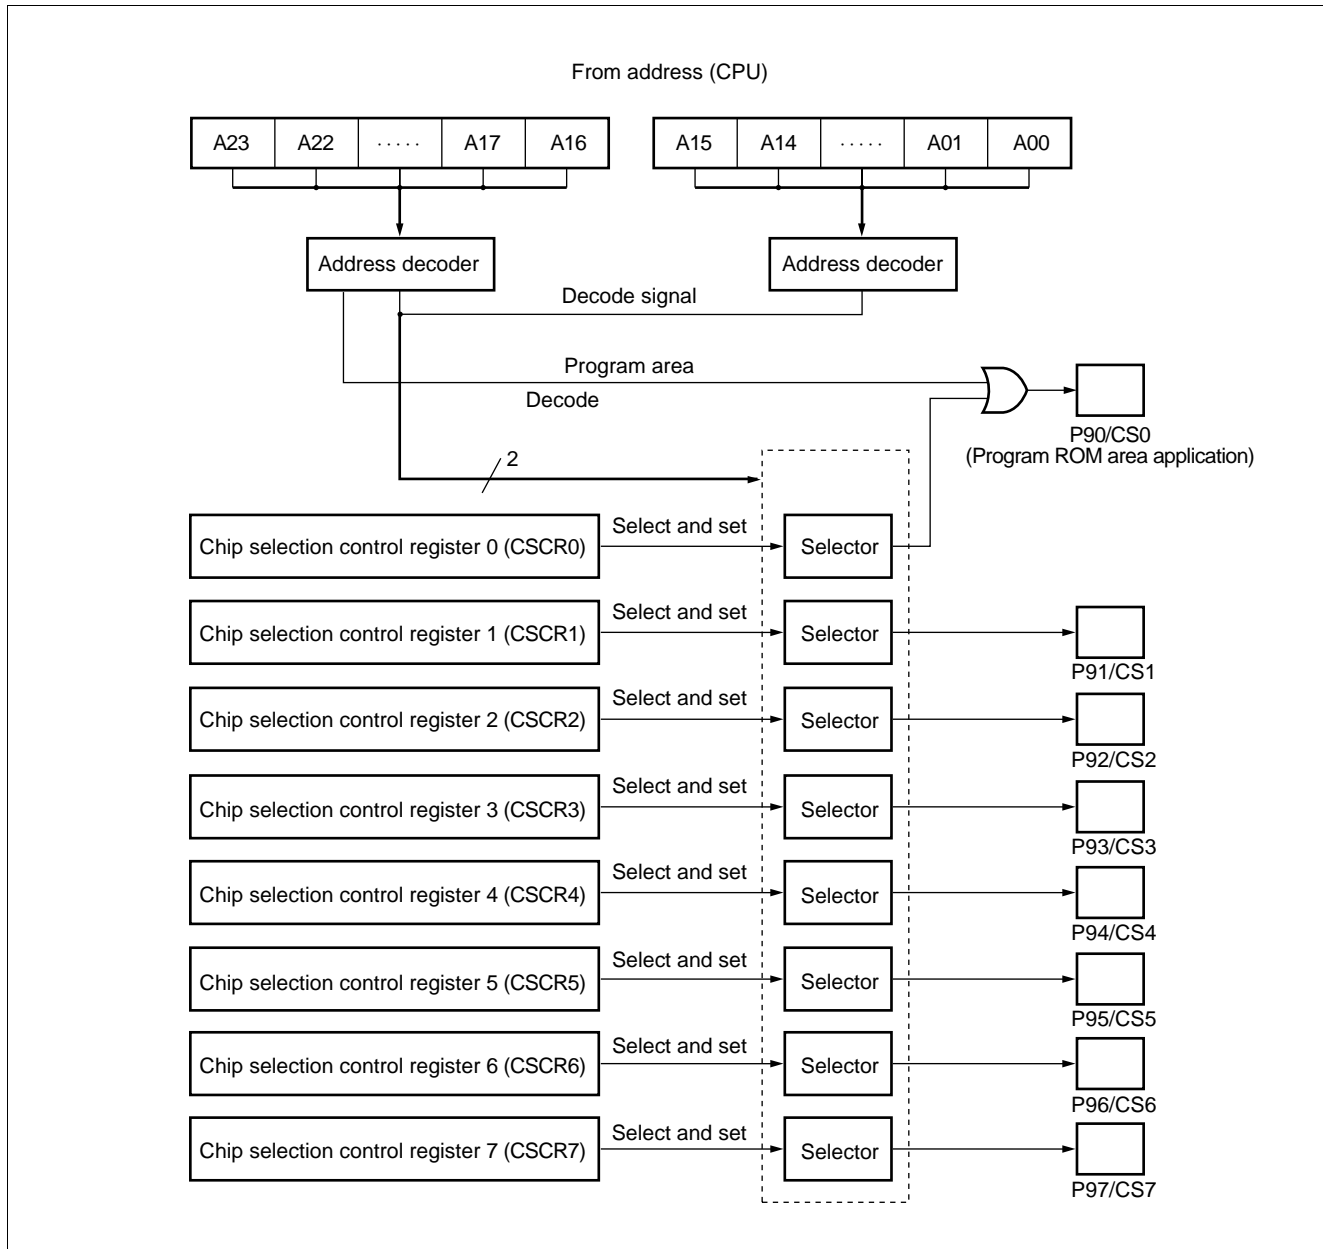 From address (CPU)
A23 A22 ····· A17 A16 A15 A14 ····· A01 A00
Address decoder Address decoder
Decode signal
Program area
Decode
P90/CS0
(Program ROM area application)
2
Chip selection control register 0 (CSCR0) Select and set Selector
Chip selection control register 1 (CSCR1) Select and set Selector
P91/CS1
Chip selection control register 2 (CSCR2) Select and set Selector
P92/CS2
Chip selection control register 3 (CSCR3) Select and set Selector
P93/CS3
Chip selection control register 4 (CSCR4) Select and set Selector
P94/CS4
Chip selection control register 5 (CSCR5) Select and set Selector
P95/CS5
Chip selection control register 6 (CSCR6) Select and set Selector
P96/CS6
Chip selection control register 7 (CSCR7) Select and set Selector
P97/CS7